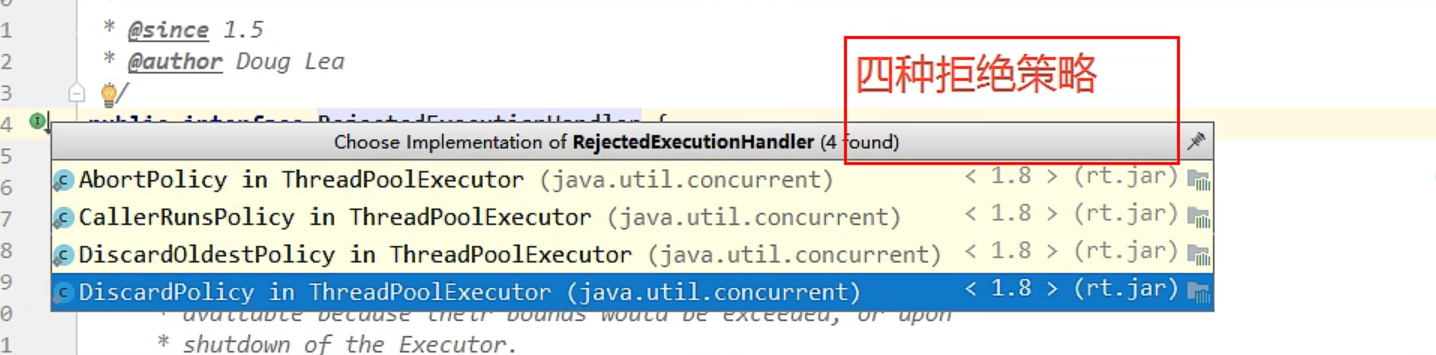 1 * @since 1.5
2 * @author Doug Lea
3 */
四种拒绝策略
4 public interface RejectedExecutionHandler {
5
Choose Implementation of RejectedExecutionHandler (4 found)
6 AbortPolicy in ThreadPoolExecutor (java.util.concurrent) < 1.8 > (rt.jar)
7 CallerRunsPolicy in ThreadPoolExecutor (java.util.concurrent) < 1.8 > (rt.jar)
8 DiscardOldestPolicy in ThreadPoolExecutor (java.util.concurrent) < 1.8 > (rt.jar)
9 DiscardPolicy in ThreadPoolExecutor (java.util.concurrent) < 1.8 > (rt.jar)
0 * available because their bounds would be exceeded, or upon
1 * shutdown of the Executor.